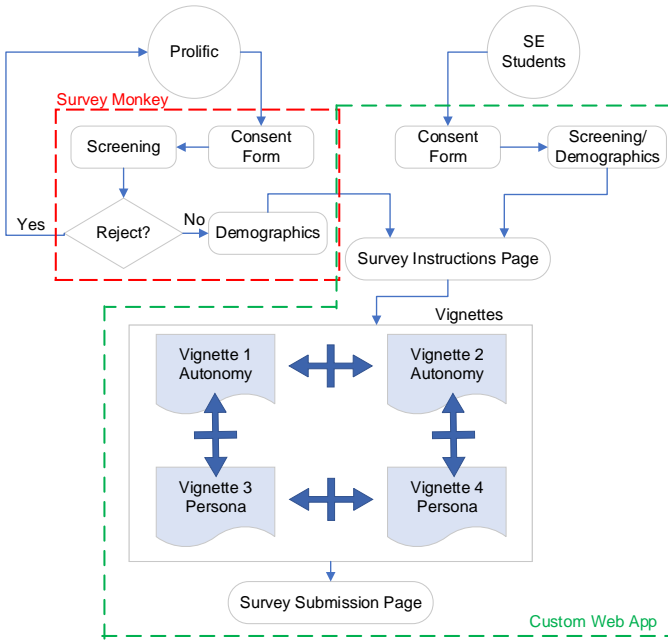 Prolific
SE
Students
Survey Monkey
Screening
Consent
Form
Consent
Form
Screening/
Demographics
Yes
Reject?
No
Demographics
Survey Instructions Page
Vignettes
Vignette 1
Autonomy
Vignette 2
Autonomy
Vignette 3
Persona
Vignette 4
Persona
Survey Submission Page
Custom Web App